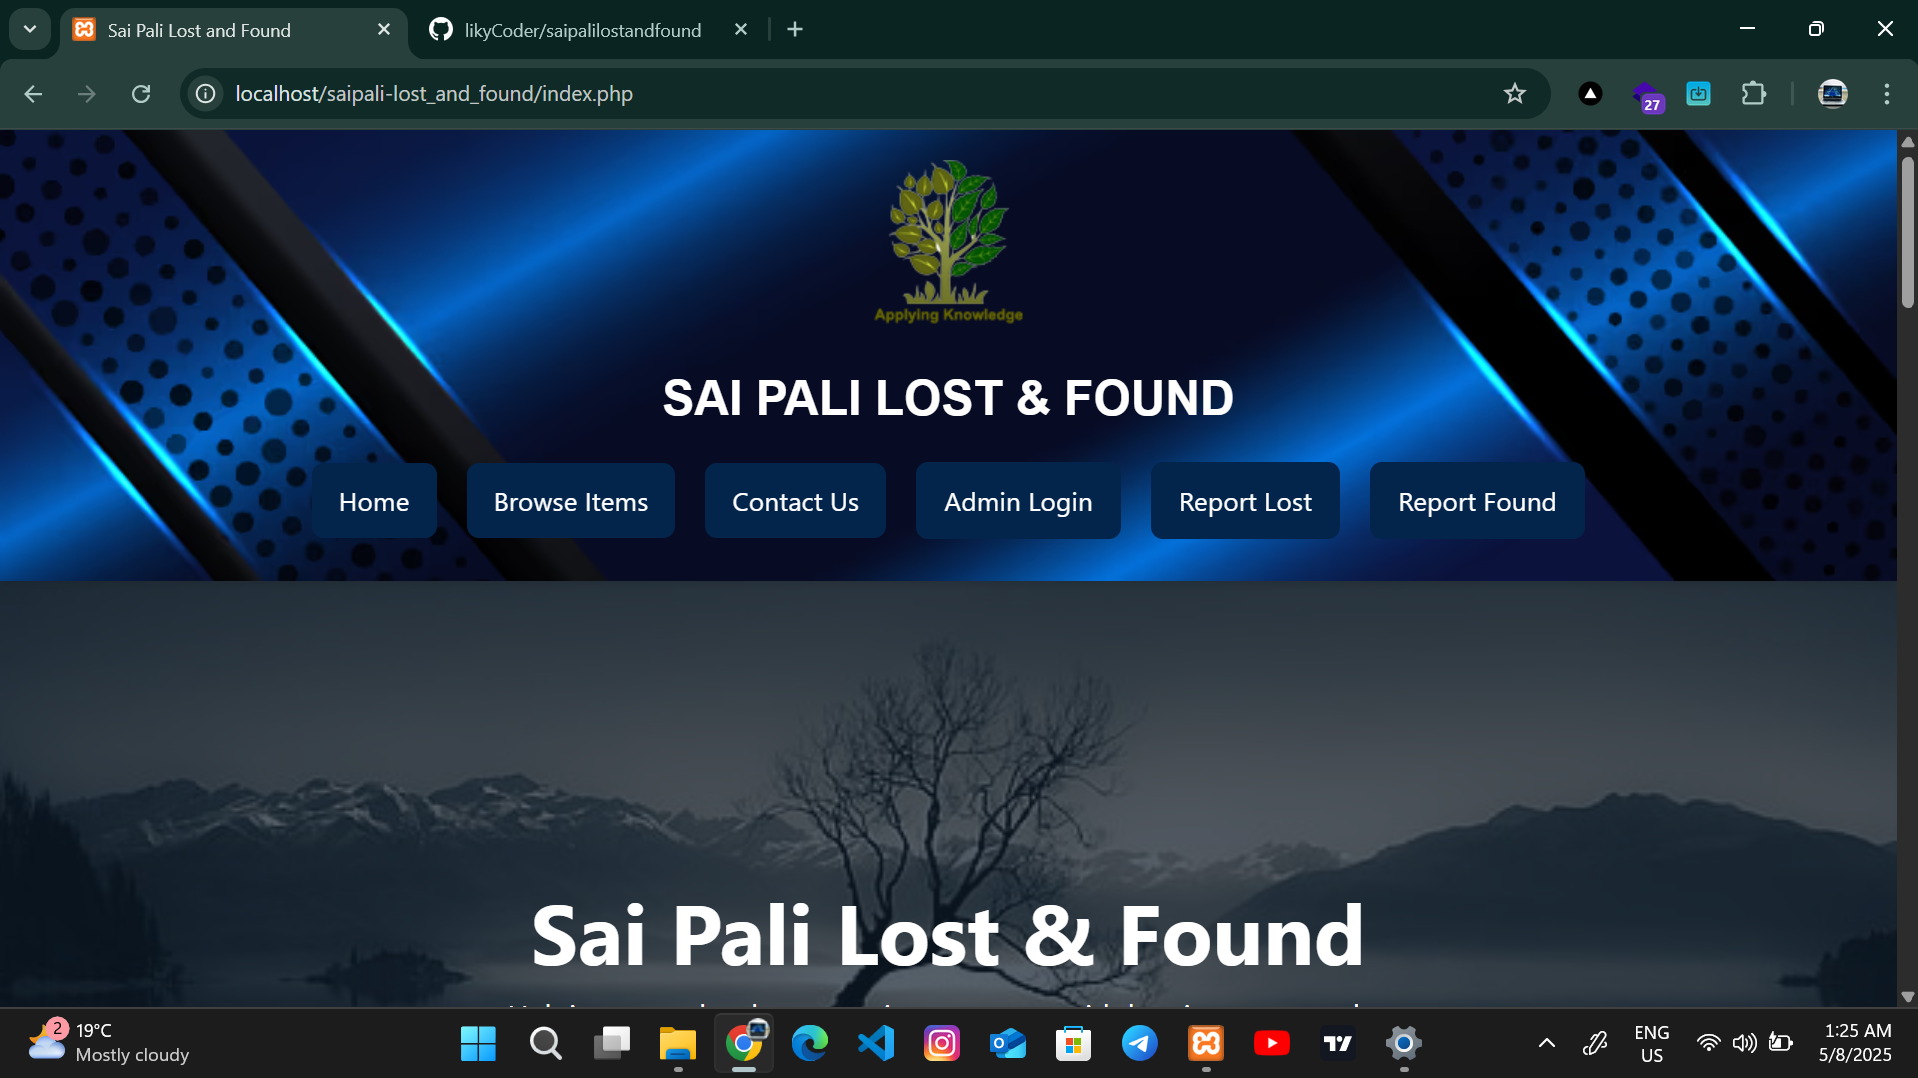 Sai Pali Lost and Found
likyCoder/saipalilostandfound
localhost/saipali-lost_and_found/index.php
27
Applying Knowledge
SAI PALI LOST & FOUND
Home
Browse Items
Contact Us
Admin Login
Report Lost
Report Found
Sai Pali Lost & Found
2
19°C
Mostly cloudy
ENG
US
1:25 AM
5/8/2025